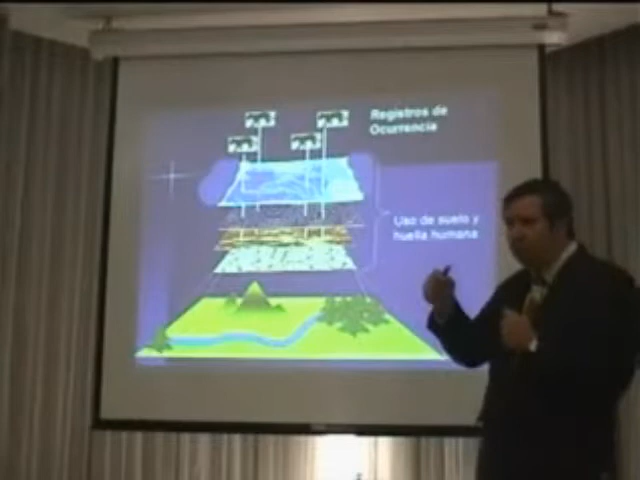 Registros de
Ocurrencia
Uso de suelo y
huella humana